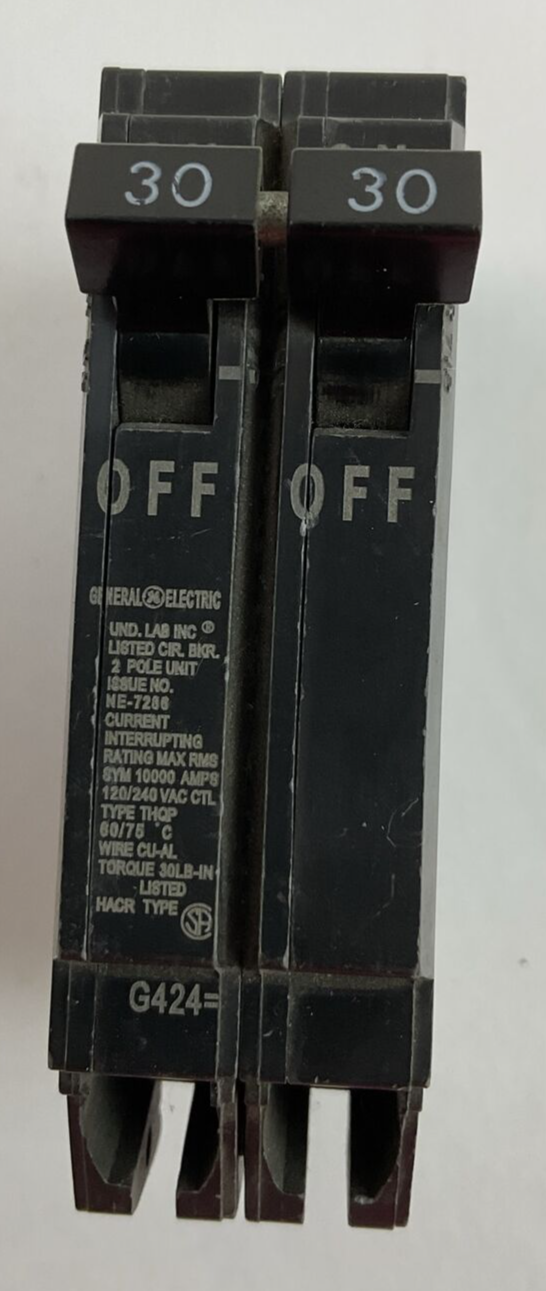 30 30
OFF OFF
GENERAL GE ELECTRIC
UND. LAB INC ®
LISTED CIR. BKR.
2 POLE UNIT
ISSUE NO.
NE-7266
CURRENT
INTERRUPTING
RATING MAX RMS
SYM 10000 AMPS
120/240 VAC CTL
TYPE THQP
60/75 °C
WIRE CU-AL
TORQUE 30LB-IN
LISTED
HACR TYPE SA
G424=